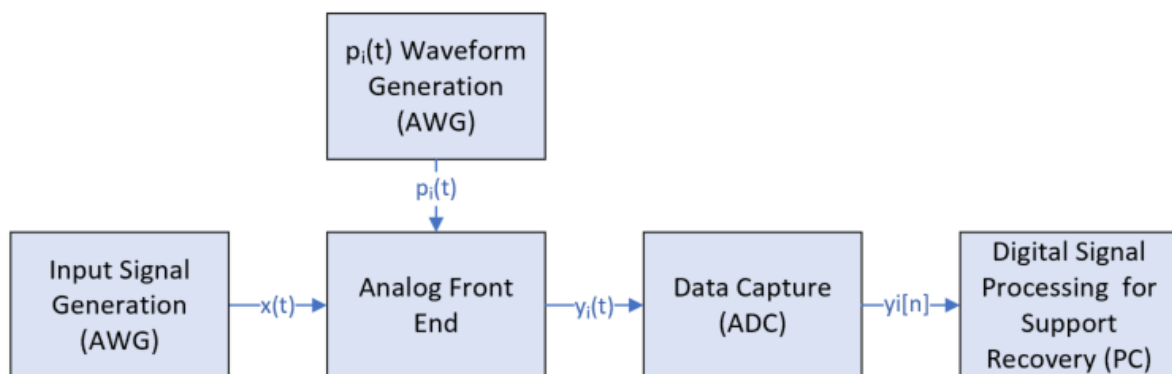 pᵢ(t) Waveform
Generation
(AWG)
pᵢ(t)
Input Signal
Generation
(AWG)
x(t)
Analog Front
End
yᵢ(t)
Data Capture
(ADC)
yi[n]
Digital Signal
Processing for
Support
Recovery (PC)